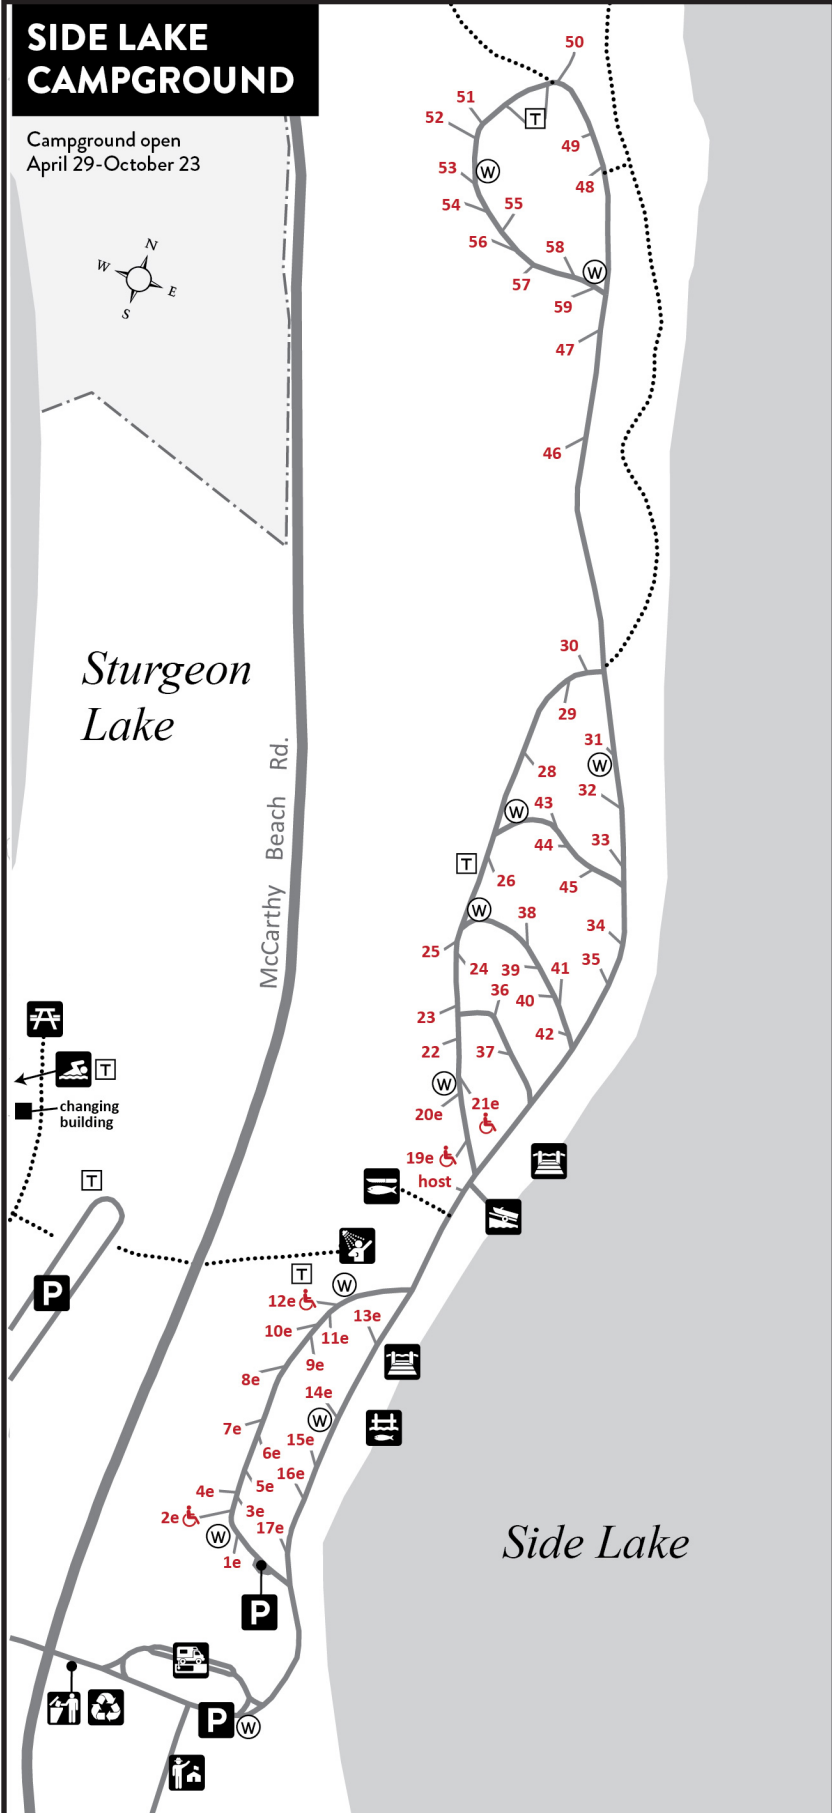 SIDE LAKE
CAMPGROUND
Campground open
April 29-October 23
N
W
E
S
50
51
T
52
49
53
W
48
54
55
56
58
W
57
59
47
46
Sturgeon
Lake
30
29
McCarthy Beach Rd.
31
W
28
32
W
43
44
33
T
26
45
W
38
34
25
24
39
41
35
36
40
23
42
22
37
W
21e
20e
T
changing
building
19e
host
T
P
T
W
12e
13e
10e
11e
9e
8e
14e
W
7e
15e
6e
16e
5e
4e
3e
2e
17e
W
1e
Side Lake
P
P
W